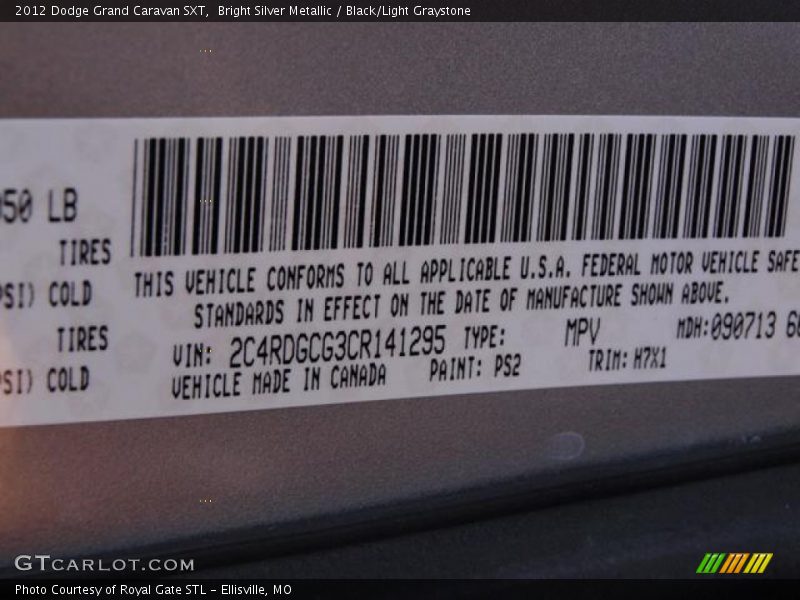 2012 Dodge Grand Caravan SXT,  Bright Silver Metallic / Black/Light Graystone
050 LB
TIRES
PSI) COLD
TIRES
PSI) COLD
THIS VEHICLE CONFORMS TO ALL APPLICABLE U.S.A. FEDERAL MOTOR VEHICLE SAFE
STANDARDS IN EFFECT ON THE DATE OF MANUFACTURE SHOWN ABOVE.
VIN: 2C4RDGCG3CR141295 TYPE: MPV MDH:090713 68
VEHICLE MADE IN CANADA PAINT: PS2 TRIM: H7X1
GTCARLOT.COM
Photo Courtesy of Royal Gate STL – Ellisville, MO